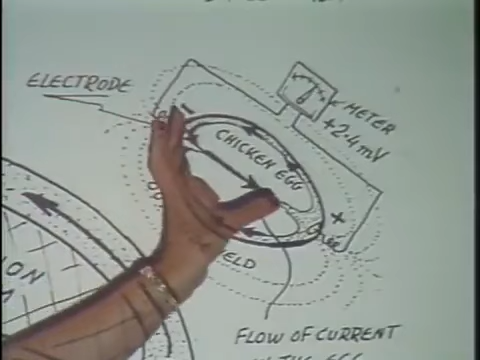 ELECTRODE
METER
+2.4 mV
CHICKEN EGG
+
ELD
ION
FLOW OF CURRENT